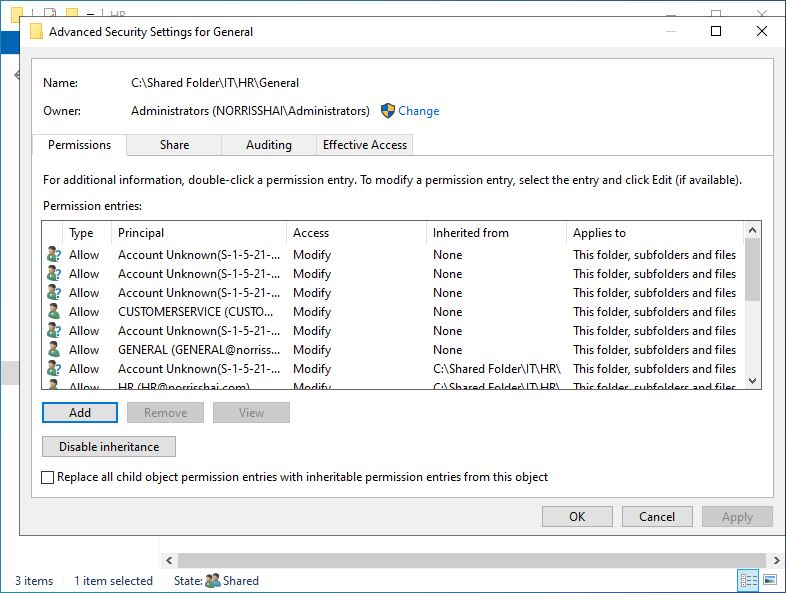 HR
Advanced Security Settings for General
Name: C:\Shared Folder\IT\HR\General
Owner: Administrators (NORRISSHAI\Administrators) Change
Permissions Share Auditing Effective Access
For additional information, double-click a permission entry. To modify a permission entry, select the entry and click Edit (if available).
Permission entries:
Type Principal Access Inherited from Applies to
Allow Account Unknown(S-1-5-21-... Modify None This folder, subfolders and files
Allow Account Unknown(S-1-5-21-... Modify None This folder, subfolders and files
Allow Account Unknown(S-1-5-21-... Modify None This folder, subfolders and files
Allow CUSTOMERSERVICE (CUSTO... Modify None This folder, subfolders and files
Allow Account Unknown(S-1-5-21-... Modify None This folder, subfolders and files
Allow GENERAL (GENERAL@norriss... Modify None This folder, subfolders and files
Allow Account Unknown(S-1-5-21-... Modify C:\Shared Folder\IT\HR\ This folder, subfolders and files
Allow HR (HR@norrisshai.com) Modify C:\Shared Folder\IT\HR\ This folder, subfolders and files
Add Remove View
Disable inheritance
Replace all child object permission entries with inheritable permission entries from this object
OK Cancel Apply
3 items 1 item selected State: Shared